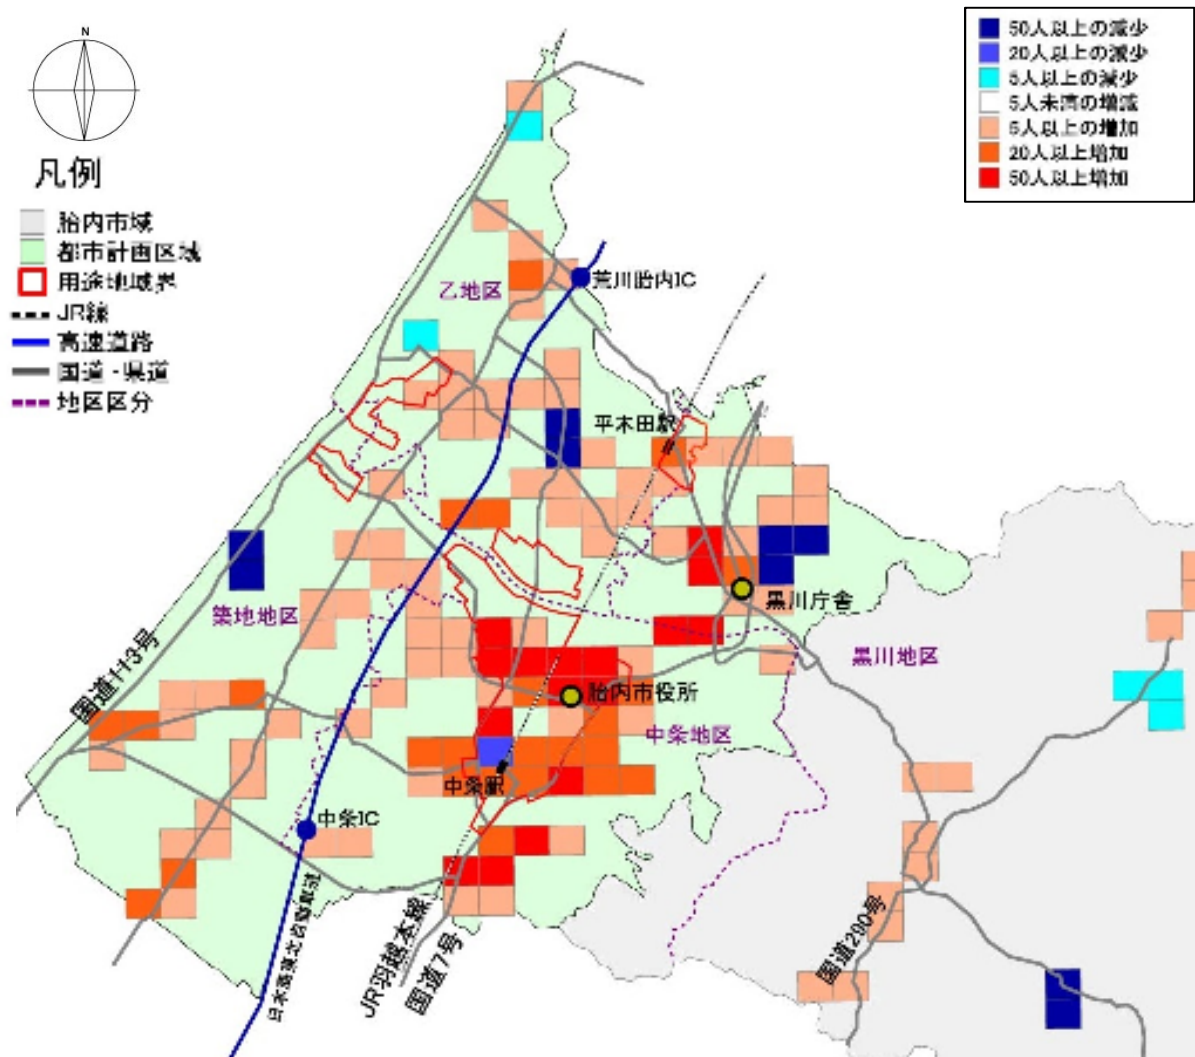 N
50人以上の減少
20人以上の減少
5人以上の減少
5人未満の増減
5人以上の増加
20人以上増加
50人以上増加
凡例
胎内市域
都市計画区域
用途地域界
JR線
高速道路
国道・県道
地区区分
荒川胎内IC
乙地区
平木田駅
黒川庁舎
築地地区
黒川地区
国道113号
胎内市役所
中条地区
中条駅
中条IC
日本海東北自動車道
JR羽越本線
国道7号
国道290号